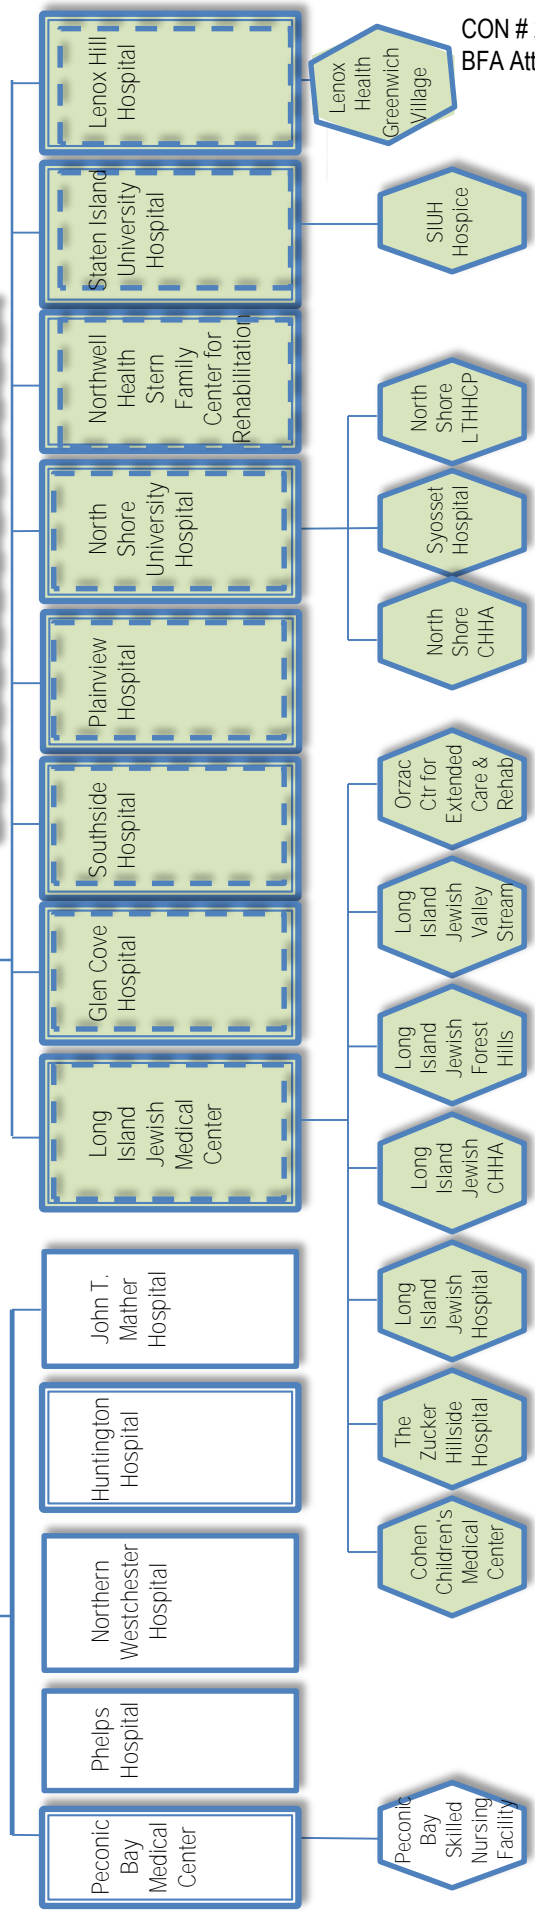 CON #
BFA Att
Peconic
Bay
Medical
Center
Phelps
Hospital
Northern
Westchester
Hospital
Huntington
Hospital
John T.
Mather
Hospital
Long
Island
Jewish
Medical
Center
Glen Cove
Hospital
Southside
Hospital
Plainview
Hospital
North
Shore
University
Hospital
Northwell
Health
Stern
Family
Center for
Rehabilitation
Staten Island
University
Hospital
Lenox Hill
Hospital
Peconic
Bay
Skilled
Nursing
Facility
Cohen
Children's
Medical
Center
The
Zucker
Hillside
Hospital
Long
Island
Jewish
Hospital
Long
Island
Jewish
CHHA
Long
Island
Jewish
Forest
Hills
Long
Island
Jewish
Valley
Stream
Orzac
Ctr for
Extended
Care &
Rehab
North
Shore
CHHA
Syosset
Hospital
North
Shore
LTHHCP
SIUH
Hospice
Lenox
Health
Greenwich
Village